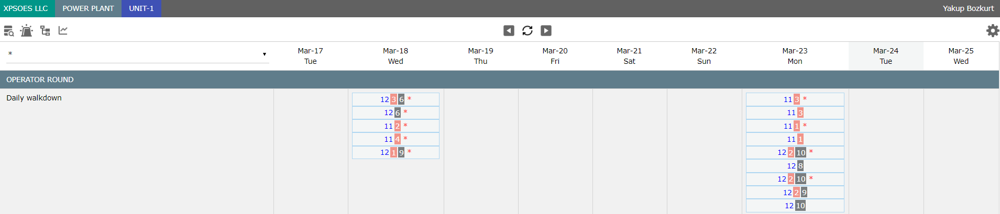 XPSOES LLC POWER PLANT UNIT-1 Yakup Bozkurt
* Mar-17 Mar-18 Mar-19 Mar-20 Mar-21 Mar-22 Mar-23 Mar-24 Mar-25
Tue Wed Thu Fri Sat Sun Mon Tue Wed
OPERATOR ROUND
Daily walkdown
12 3 6 *
12 6 *
11 2 *
11 4 *
12 1 9 *
11 3 *
11 3
11 1 *
11 1
12 2 10 *
12 8
12 2 10 *
12 2 9
12 10